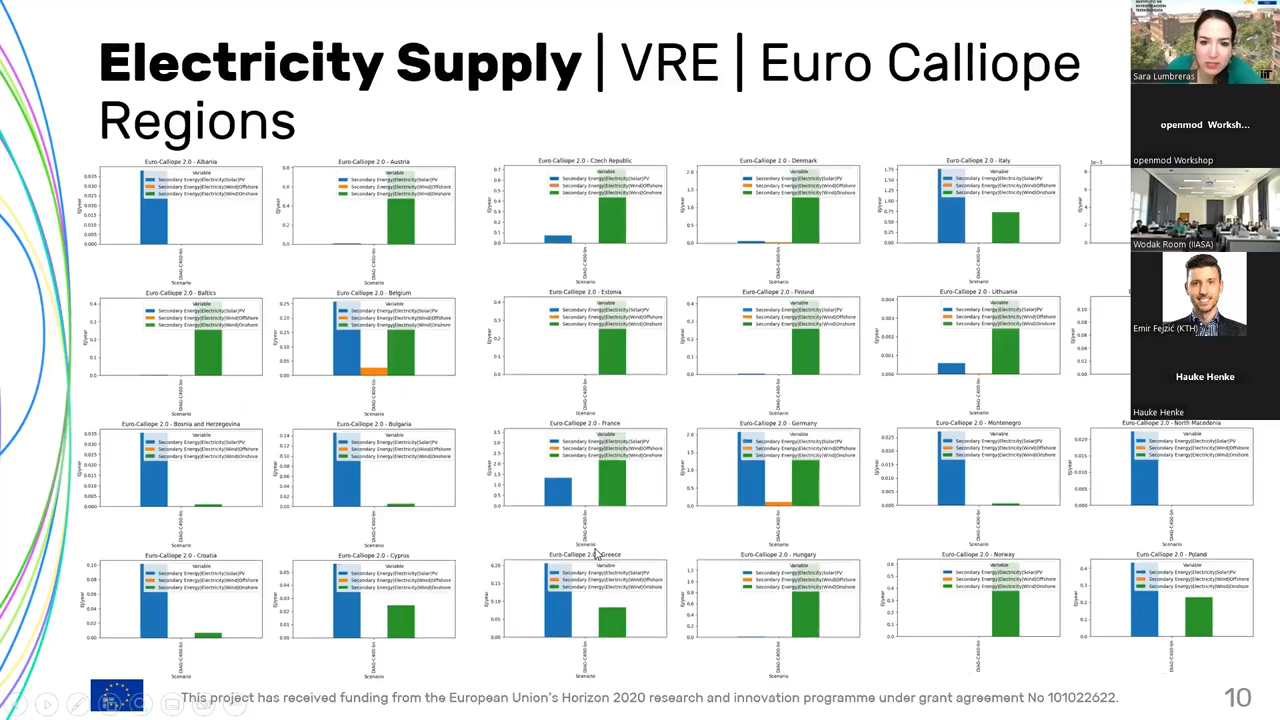 Electricity Supply | VRE | Euro Calliope
Regions
Euro-Calliope 2.0 - Albania
Euro-Calliope 2.0 - Austria
Euro-Calliope 2.0 - Czech Republic
Euro-Calliope 2.0 - Denmark
Euro-Calliope 2.0 - Italy
Variable
Secondary Energy|Electricity|Solar|PV
Secondary Energy|Electricity|Wind|Offshore
Secondary Energy|Electricity|Wind|Onshore
EJ/year
DIAG-C400-lin
Scenario
Euro-Calliope 2.0 - Baltics
Euro-Calliope 2.0 - Belgium
Euro-Calliope 2.0 - Estonia
Euro-Calliope 2.0 - Finland
Euro-Calliope 2.0 - Lithuania
Euro-Calliope 2.0 - Bosnia and Herzegovina
Euro-Calliope 2.0 - Bulgaria
Euro-Calliope 2.0 - France
Euro-Calliope 2.0 - Germany
Euro-Calliope 2.0 - Montenegro
Euro-Calliope 2.0 - North Macedonia
Euro-Calliope 2.0 - Croatia
Euro-Calliope 2.0 - Cyprus
Euro-Calliope 2.0 - Greece
Euro-Calliope 2.0 - Hungary
Euro-Calliope 2.0 - Norway
Euro-Calliope 2.0 - Poland
This project has received funding from the European Union's Horizon 2020 research and innovation programme under grant agreement No 101022622.
10
INSTITUTO DE
INVESTIGACIÓN
TECNOLÓGICA
Sara Lumbreras
openmod Worksh...
openmod Workshop
Wodak Room (IIASA)
Emir Fejzić (KTH)
Hauke Henke
Hauke Henke